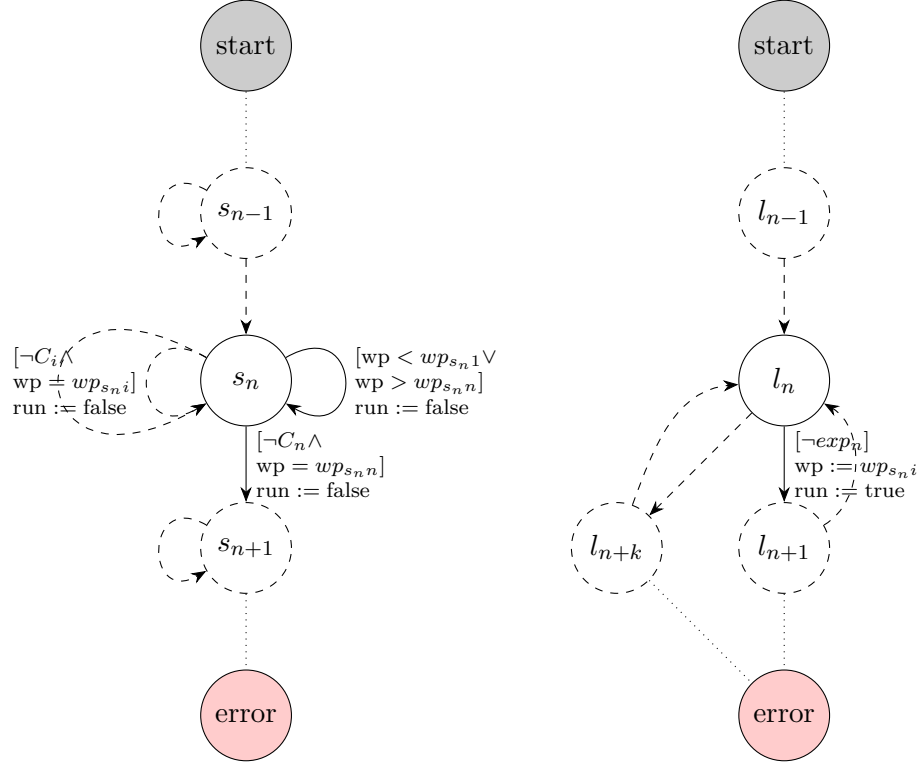 start
start
s_{n-1}
l_{n-1}
[¬C_i∧
wp = wp_{s_n i}]
run := false
s_n
[wp < wp_{s_n 1}∨
wp > wp_{s_n n}]
run := false
l_n
[¬C_n∧
wp = wp_{s_n n}]
run := false
[¬exp_n]
wp := wp_{s_n i}
run := true
s_{n+1}
l_{n+k}
l_{n+1}
error
error